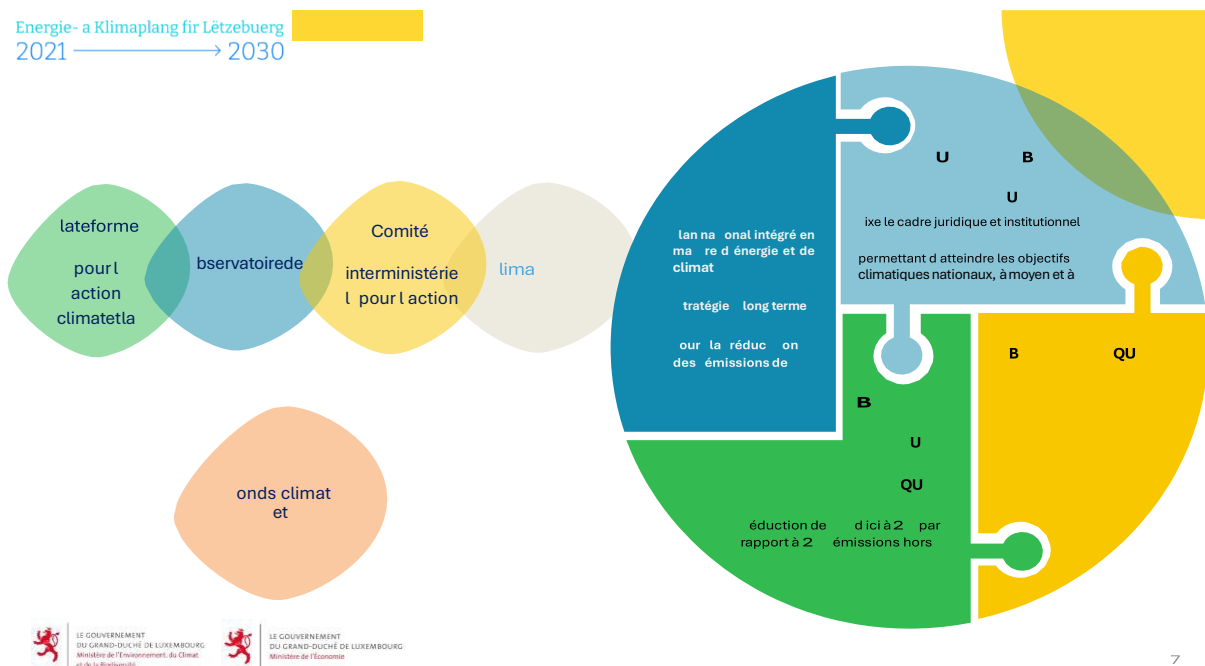 Energie- a Klimaplang fir Lëtzebuerg
2021 → 2030
lateforme
pour l
action
climatetla
bservatoirede
Comité
interministérie
l pour l action
lima
onds climat
et
lan na onal intégré en
ma re d énergie et de
climat
tratégie long terme
our la réduc on
des émissions de
U B
U
ixe le cadre juridique et institutionnel
permettant d atteindre les objectifs
climatiques nationaux, à moyen et à
B QU
B
U
QU
éduction de d ici à 2 par
rapport à 2 émissions hors
LE GOUVERNEMENT
DU GRAND-DUCHÉ DE LUXEMBOURG
Ministère de l'Environnement, du Climat
et de la Biodiversité
LE GOUVERNEMENT
DU GRAND-DUCHÉ DE LUXEMBOURG
Ministère de l'Économie
7